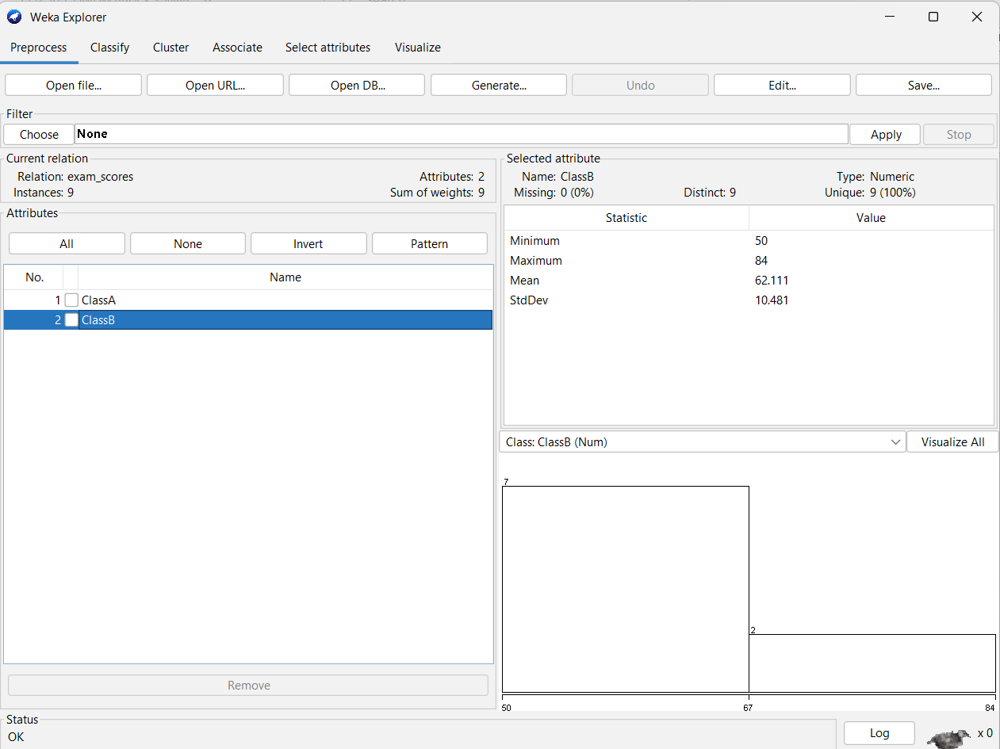 Weka Explorer
Preprocess Classify Cluster Associate Select attributes Visualize
Open file... Open URL... Open DB... Generate... Undo Edit... Save...
Filter
Choose None Apply Stop
Current relation
Relation: exam_scores Attributes: 2
Instances: 9 Sum of weights: 9
Attributes
All None Invert Pattern
No. Name
1 ClassA
2 ClassB
Remove
Selected attribute
Name: ClassB Type: Numeric
Missing: 0 (0%) Distinct: 9 Unique: 9 (100%)
Statistic Value
Minimum 50
Maximum 84
Mean 62.111
StdDev 10.481
Class: ClassB (Num) Visualize All
7
2
50 67 84
Status
OK
Log x 0